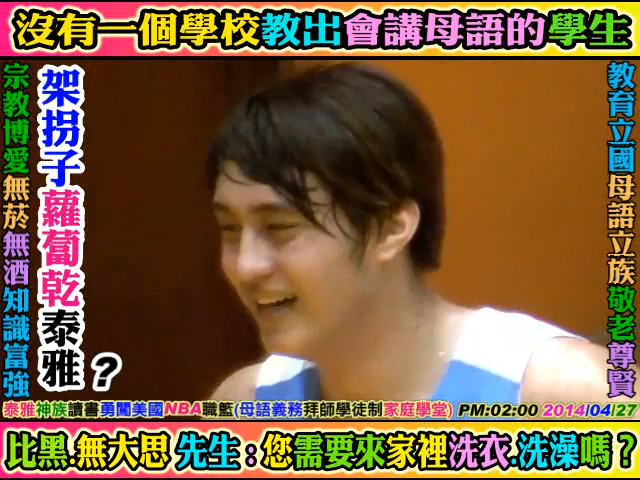 沒有一個學校教出會講母語的學生
宗教博愛無菸無酒知識富強
架拐子蘿蔔乾泰雅?
教育立國母語立族敬老尊賢
泰雅神族讀書勇闖美國NBA職籃(母語義務拜師學徒制家庭學堂) PM:02:00 2014/04/27
比黑.無大思 先生:您需要來家裡洗衣.洗澡嗎?